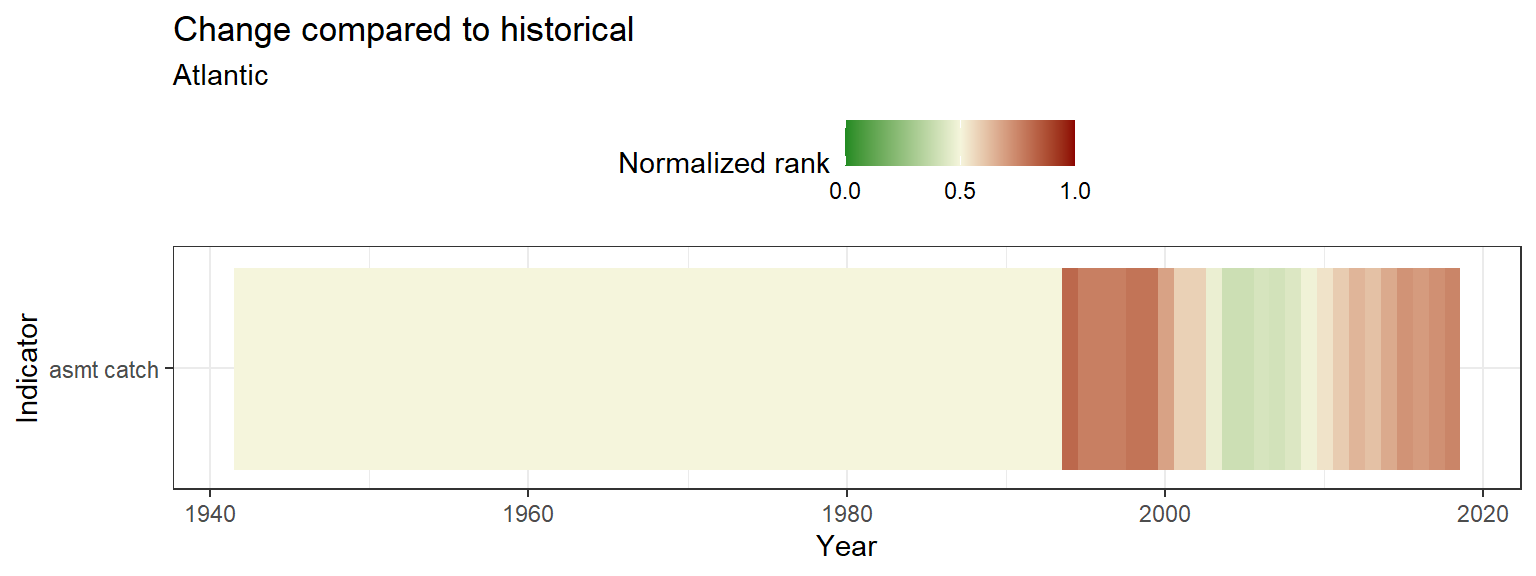 Change compared to historical
Atlantic
Normalized rank
0.0 0.5 1.0
Indicator
asmt catch
1940 1960 1980 2000 2020
Year